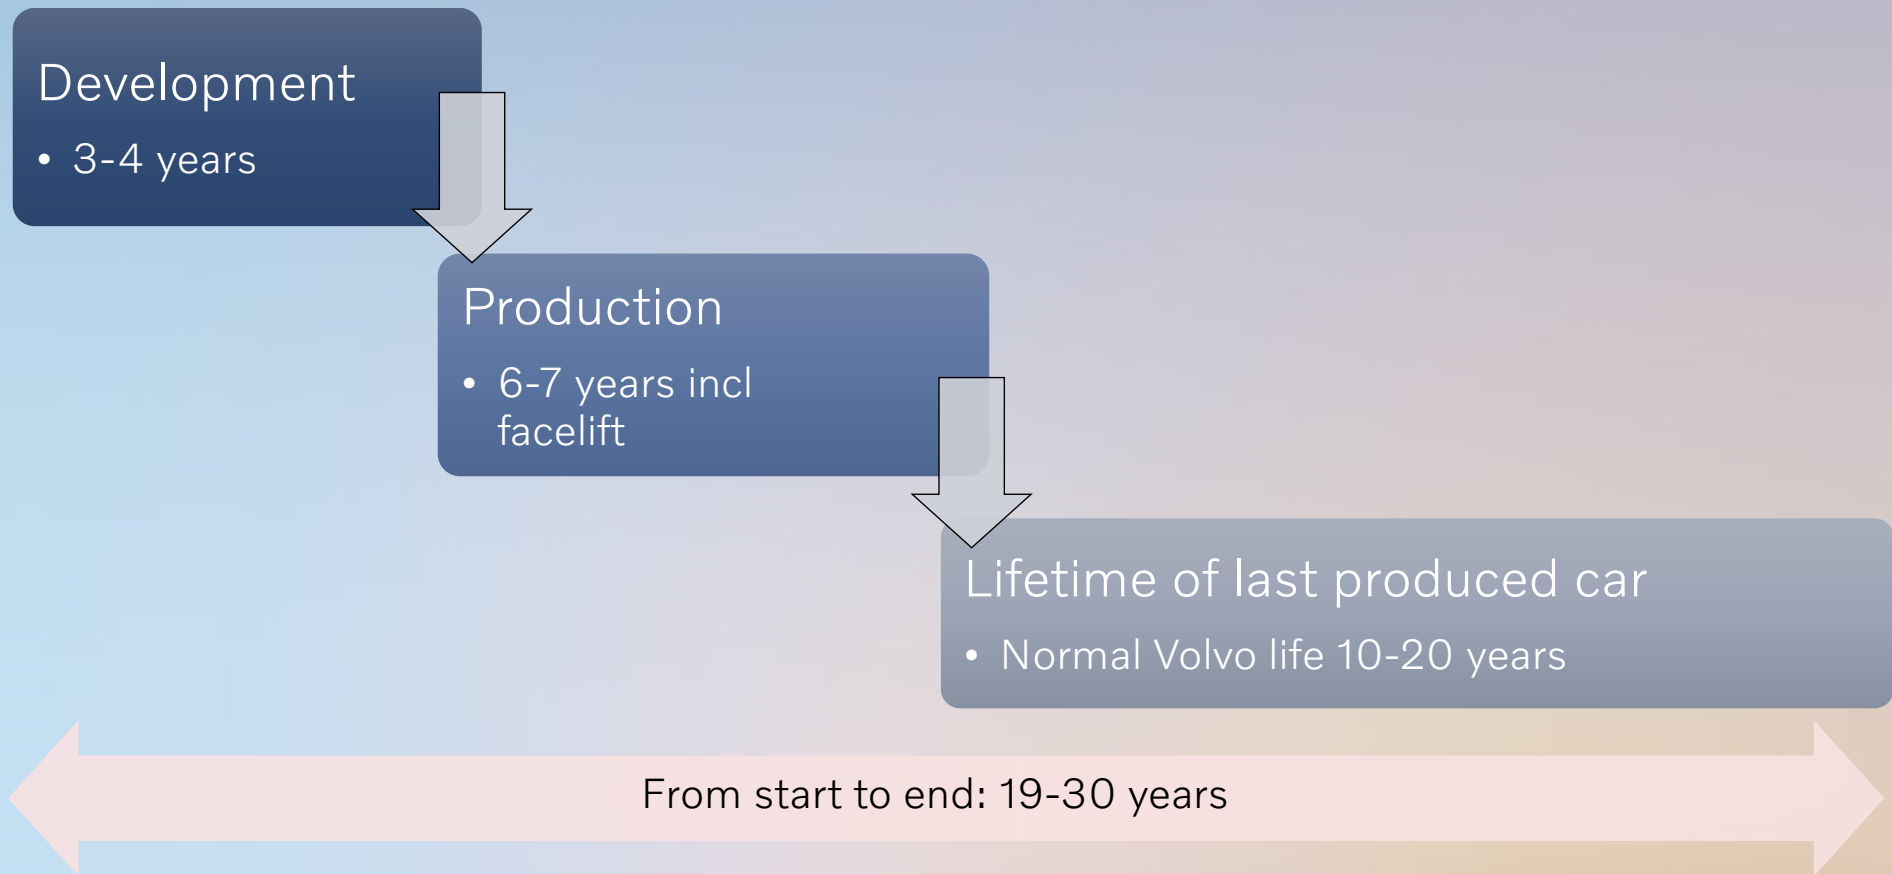 Development
• 3-4 years
Production
• 6-7 years incl
facelift
Lifetime of last produced car
• Normal Volvo life 10-20 years
From start to end: 19-30 years